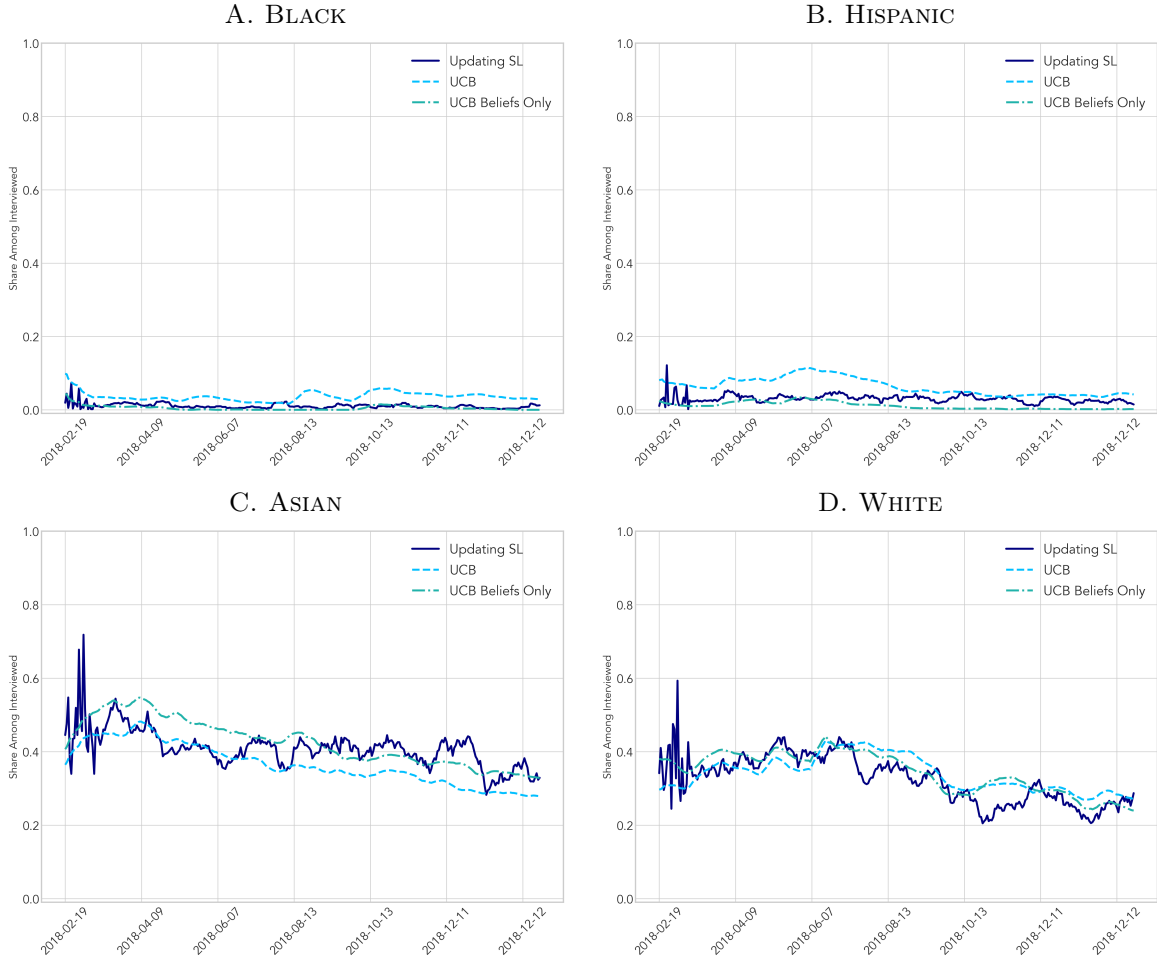 A. Black
1.0
0.8
0.6
0.4
0.2
0.0
Share Among Interviewed
Updating SL
UCB
UCB Beliefs Only
2018-02-19
2018-04-09
2018-06-07
2018-08-13
2018-10-13
2018-12-11
2018-12-12
B. Hispanic
1.0
0.8
0.6
0.4
0.2
0.0
Share Among Interviewed
Updating SL
UCB
UCB Beliefs Only
2018-02-19
2018-04-09
2018-06-07
2018-08-13
2018-10-13
2018-12-11
2018-12-12
C. Asian
1.0
0.8
0.6
0.4
0.2
0.0
Share Among Interviewed
Updating SL
UCB
UCB Beliefs Only
2018-02-19
2018-04-09
2018-06-07
2018-08-13
2018-10-13
2018-12-11
2018-12-12
D. White
1.0
0.8
0.6
0.4
0.2
0.0
Share Among Interviewed
Updating SL
UCB
UCB Beliefs Only
2018-02-19
2018-04-09
2018-06-07
2018-08-13
2018-10-13
2018-12-11
2018-12-12